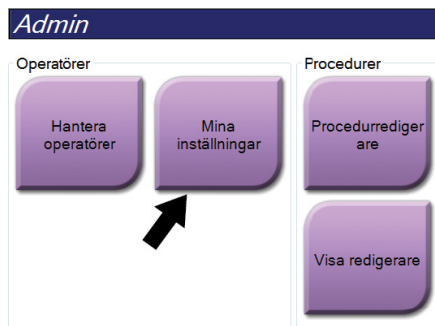 Admin
Operatörer
Procedurer
Hantera
operatörer
Mina
inställningar
Procedurrediger
are
Visa redigerare